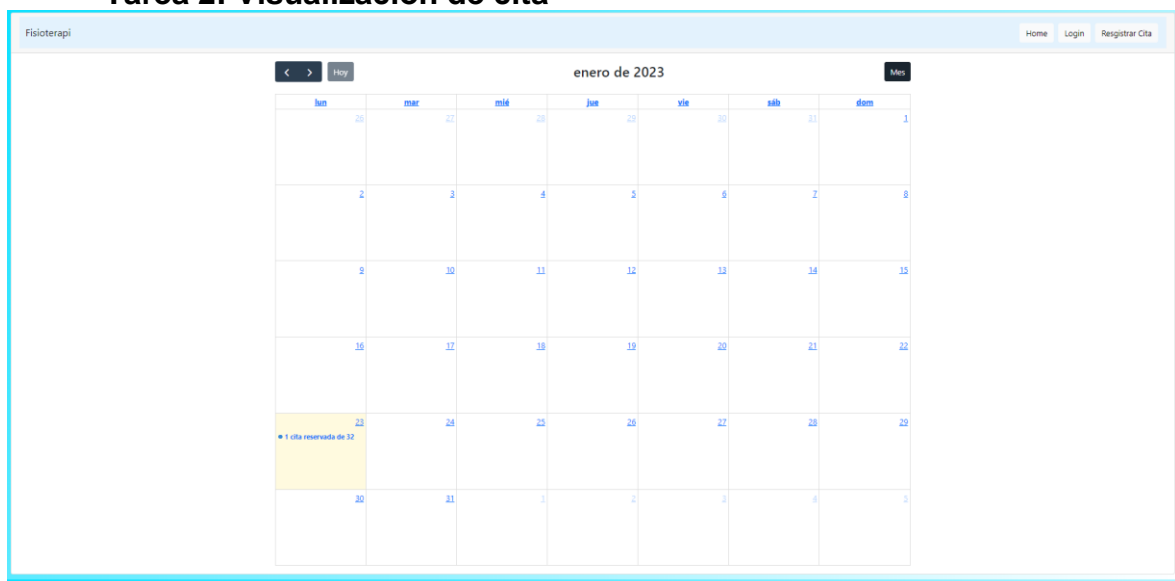 Tarea 2: Visualización de cita
Fisioterapi Home Login Resgistrar Cita
< > Hoy enero de 2023 Mes
lun mar mié jue vie sáb dom
26 27 28 29 30 31 1
2 3 4 5 6 7 8
9 10 11 12 13 14 15
16 17 18 19 20 21 22
23 24 25 26 27 28 29
• 1 cita reservada de 32
30 31 1 2 3 4 5